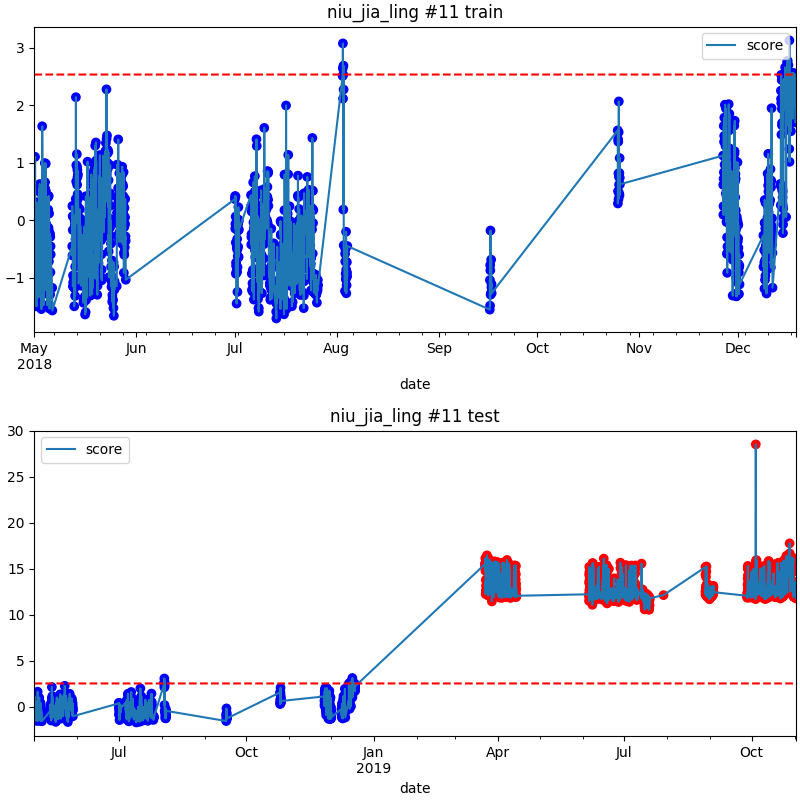 niu_jia_ling #11 train
score
3
2
1
0
−1
May Jun Jul Aug Sep Oct Nov Dec
2018
date
niu_jia_ling #11 test
score
30
25
20
15
10
5
0
Jul Oct Jan Apr Jul Oct
2019
date